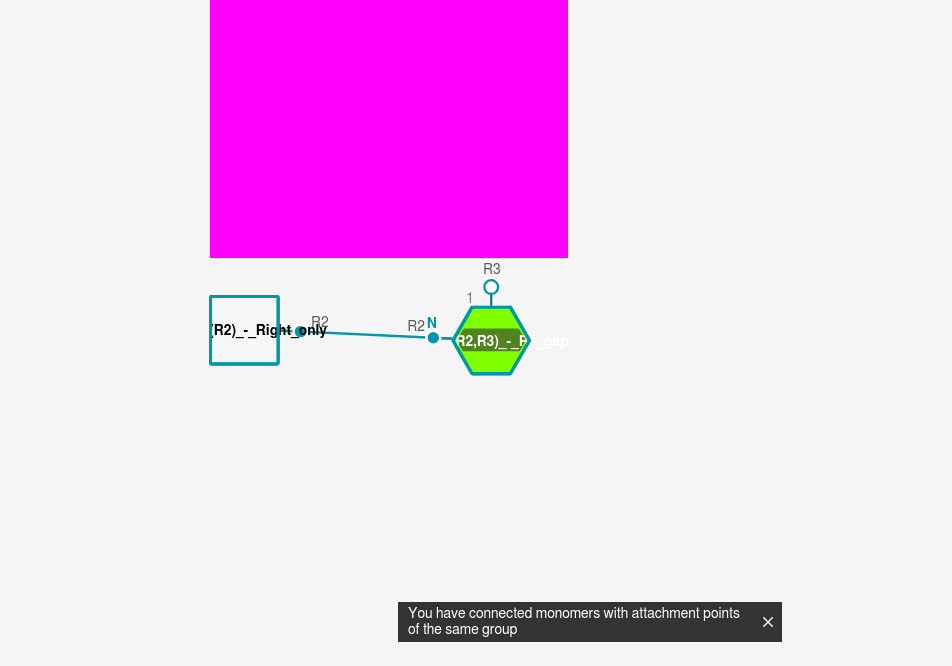 R3
1
R2
R2
N
(R2)_-_Right_only
R2,R3)_-_R
_gap
You have connected monomers with attachment points
of the same group